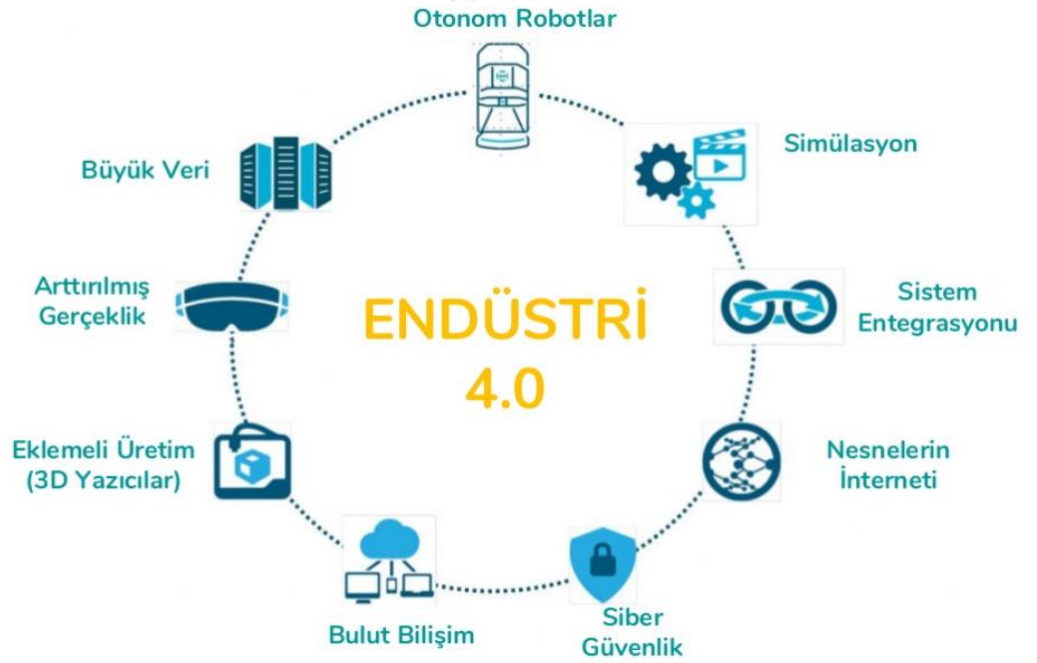 Otonom Robotlar
Simülasyon
Büyük Veri
Arttırılmış
Gerçeklik
ENDÜSTRİ
4.0
Sistem
Entegrasyonu
Eklemeli Üretim
(3D Yazıcılar)
Nesnelerin
İnterneti
Bulut Bilişim
Siber
Güvenlik